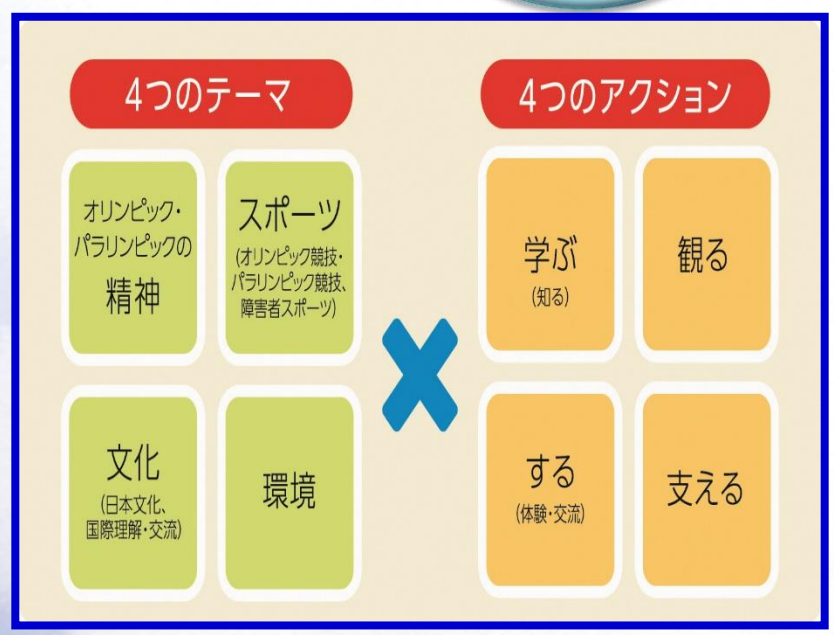 4つのテーマ
オリンピック・
パラリンピックの
精神
スポーツ
(オリンピック競技・
パラリンピック競技、
障害者スポーツ)
文化
(日本文化、
国際理解・交流)
環境
4つのアクション
学ぶ
(知る)
観る
する
(体験・交流)
支える